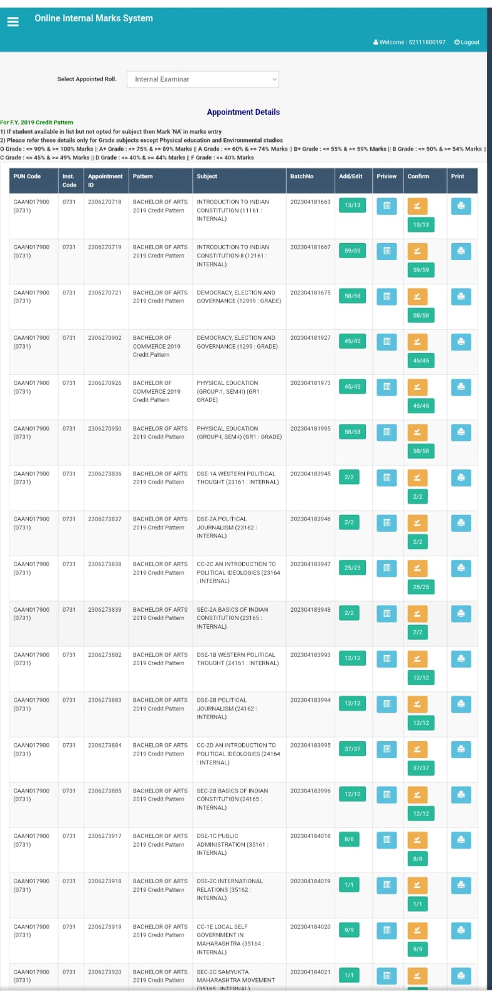 Online Internal Marks System
Welcome : 52111800197 Logout
Select Appointed Roll. Internal Examinar
Appointment Details
For F.Y. 2019 Credit Pattern
1) If student available in list but not opted for subject then Mark 'NA' in marks entry
2) Please refer these details only for Grade subjects except Physical education and Environmental studies
O Grade : <= 90% & >= 100% Marks || A+ Grade : <= 75% & >= 89% Marks || A Grade : <= 60% & >= 74% Marks || B+ Grade : <= 55% & >= 59% Marks || B Grade : <= 50% & >= 54% Marks ||
C Grade : <= 45% & >= 49% Marks || D Grade : <= 40% & >= 44% Marks || F Grade : <= 40% Marks
PUN Code Inst. Appointment Pattern Subject BatchNo Add/Edit Priview Confirm Print
Code ID
CAAN017900 0731 2306270718 BACHELOR OF ARTS INTRODUCTION TO INDIAN 202304181663 13/13
(0731) 2019 Credit Pattern CONSTITUTION (11161 :
INTERNAL) 13/13
CAAN017900 0731 2306270719 BACHELOR OF ARTS INTRODUCTION TO INDIAN 202304181667 59/59
(0731) 2019 Credit Pattern CONSTITUTION-II (12161 :
INTERNAL) 59/59
CAAN017900 0731 2306270721 BACHELOR OF ARTS DEMOCRACY, ELECTION AND 202304181675 58/58
(0731) 2019 Credit Pattern GOVERNANCE (12999 : GRADE)
58/58
CAAN017900 0731 2306270902 BACHELOR OF DEMOCRACY, ELECTION AND 202304181927 45/45
(0731) COMMERCE 2019 GOVERNANCE (1299 : GRADE)
Credit Pattern 45/45
CAAN017900 0731 2306270926 BACHELOR OF PHYSICAL EDUCATION 202304181973 45/45
(0731) COMMERCE 2019 (GROUP-1, SEM-II) (GR1 :
Credit Pattern GRADE) 45/45
CAAN017900 0731 2306270950 BACHELOR OF ARTS PHYSICAL EDUCATION 202304181995 58/58
(0731) 2019 Credit Pattern (GROUP-I, SEM-I) (GR1 : GRADE)
58/58
CAAN017900 0731 2306273836 BACHELOR OF ARTS DSE-1A WESTERN POLITICAL 202304183945 2/2
(0731) 2019 Credit Pattern THOUGHT (23161 : INTERNAL)
2/2
CAAN017900 0731 2306273837 BACHELOR OF ARTS DSE-2A POLITICAL 202304183946 2/2
(0731) 2019 Credit Pattern JOURNALISM (23162 :
INTERNAL) 2/2
CAAN017900 0731 2306273838 BACHELOR OF ARTS CC-2C AN INTRODUCTION TO 202304183947 25/25
(0731) 2019 Credit Pattern POLITICAL IDEOLOGIES (23164
: INTERNAL) 25/25
CAAN017900 0731 2306273839 BACHELOR OF ARTS SEC-2A BASICS OF INDIAN 202304183948 2/2
(0731) 2019 Credit Pattern CONSTITUTION (23165 :
INTERNAL) 2/2
CAAN017900 0731 2306273882 BACHELOR OF ARTS DSE-1B WESTERN POLITICAL 202304183993 12/12
(0731) 2019 Credit Pattern THOUGHT (24161 : INTERNAL)
12/12
CAAN017900 0731 2306273883 BACHELOR OF ARTS DSE-2B POLITICAL 202304183994 12/12
(0731) 2019 Credit Pattern JOURNALISM (24162 :
INTERNAL) 12/12
CAAN017900 0731 2306273884 BACHELOR OF ARTS CC-2D AN INTRODUCTION TO 202304183995 37/37
(0731) 2019 Credit Pattern POLITICAL IDEOLOGIES (24164
: INTERNAL) 37/37
CAAN017900 0731 2306273885 BACHELOR OF ARTS SEC-2B BASICS OF INDIAN 202304183996 12/12
(0731) 2019 Credit Pattern CONSTITUTION (24165 :
INTERNAL) 12/12
CAAN017900 0731 2306273917 BACHELOR OF ARTS DSE-1C PUBLIC 202304184018 8/8
(0731) 2019 Credit Pattern ADMINISTRATION (35161 :
INTERNAL) 8/8
CAAN017900 0731 2306273918 BACHELOR OF ARTS DSE-2C INTERNATIONAL 202304184019 1/1
(0731) 2019 Credit Pattern RELATIONS (35162 :
INTERNAL) 1/1
CAAN017900 0731 2306273919 BACHELOR OF ARTS CC-1E LOCAL SELF 202304184020 9/9
(0731) 2019 Credit Pattern GOVERNMENT IN
MAHARASHTRA (35164 : 9/9
INTERNAL)
CAAN017900 0731 2306273920 BACHELOR OF ARTS SEC-2C SAMYUKTA 202304184021 1/1
(0731) 2019 Credit Pattern MAHARASHTRA MOVEMENT
(35165 : INTERNAL)